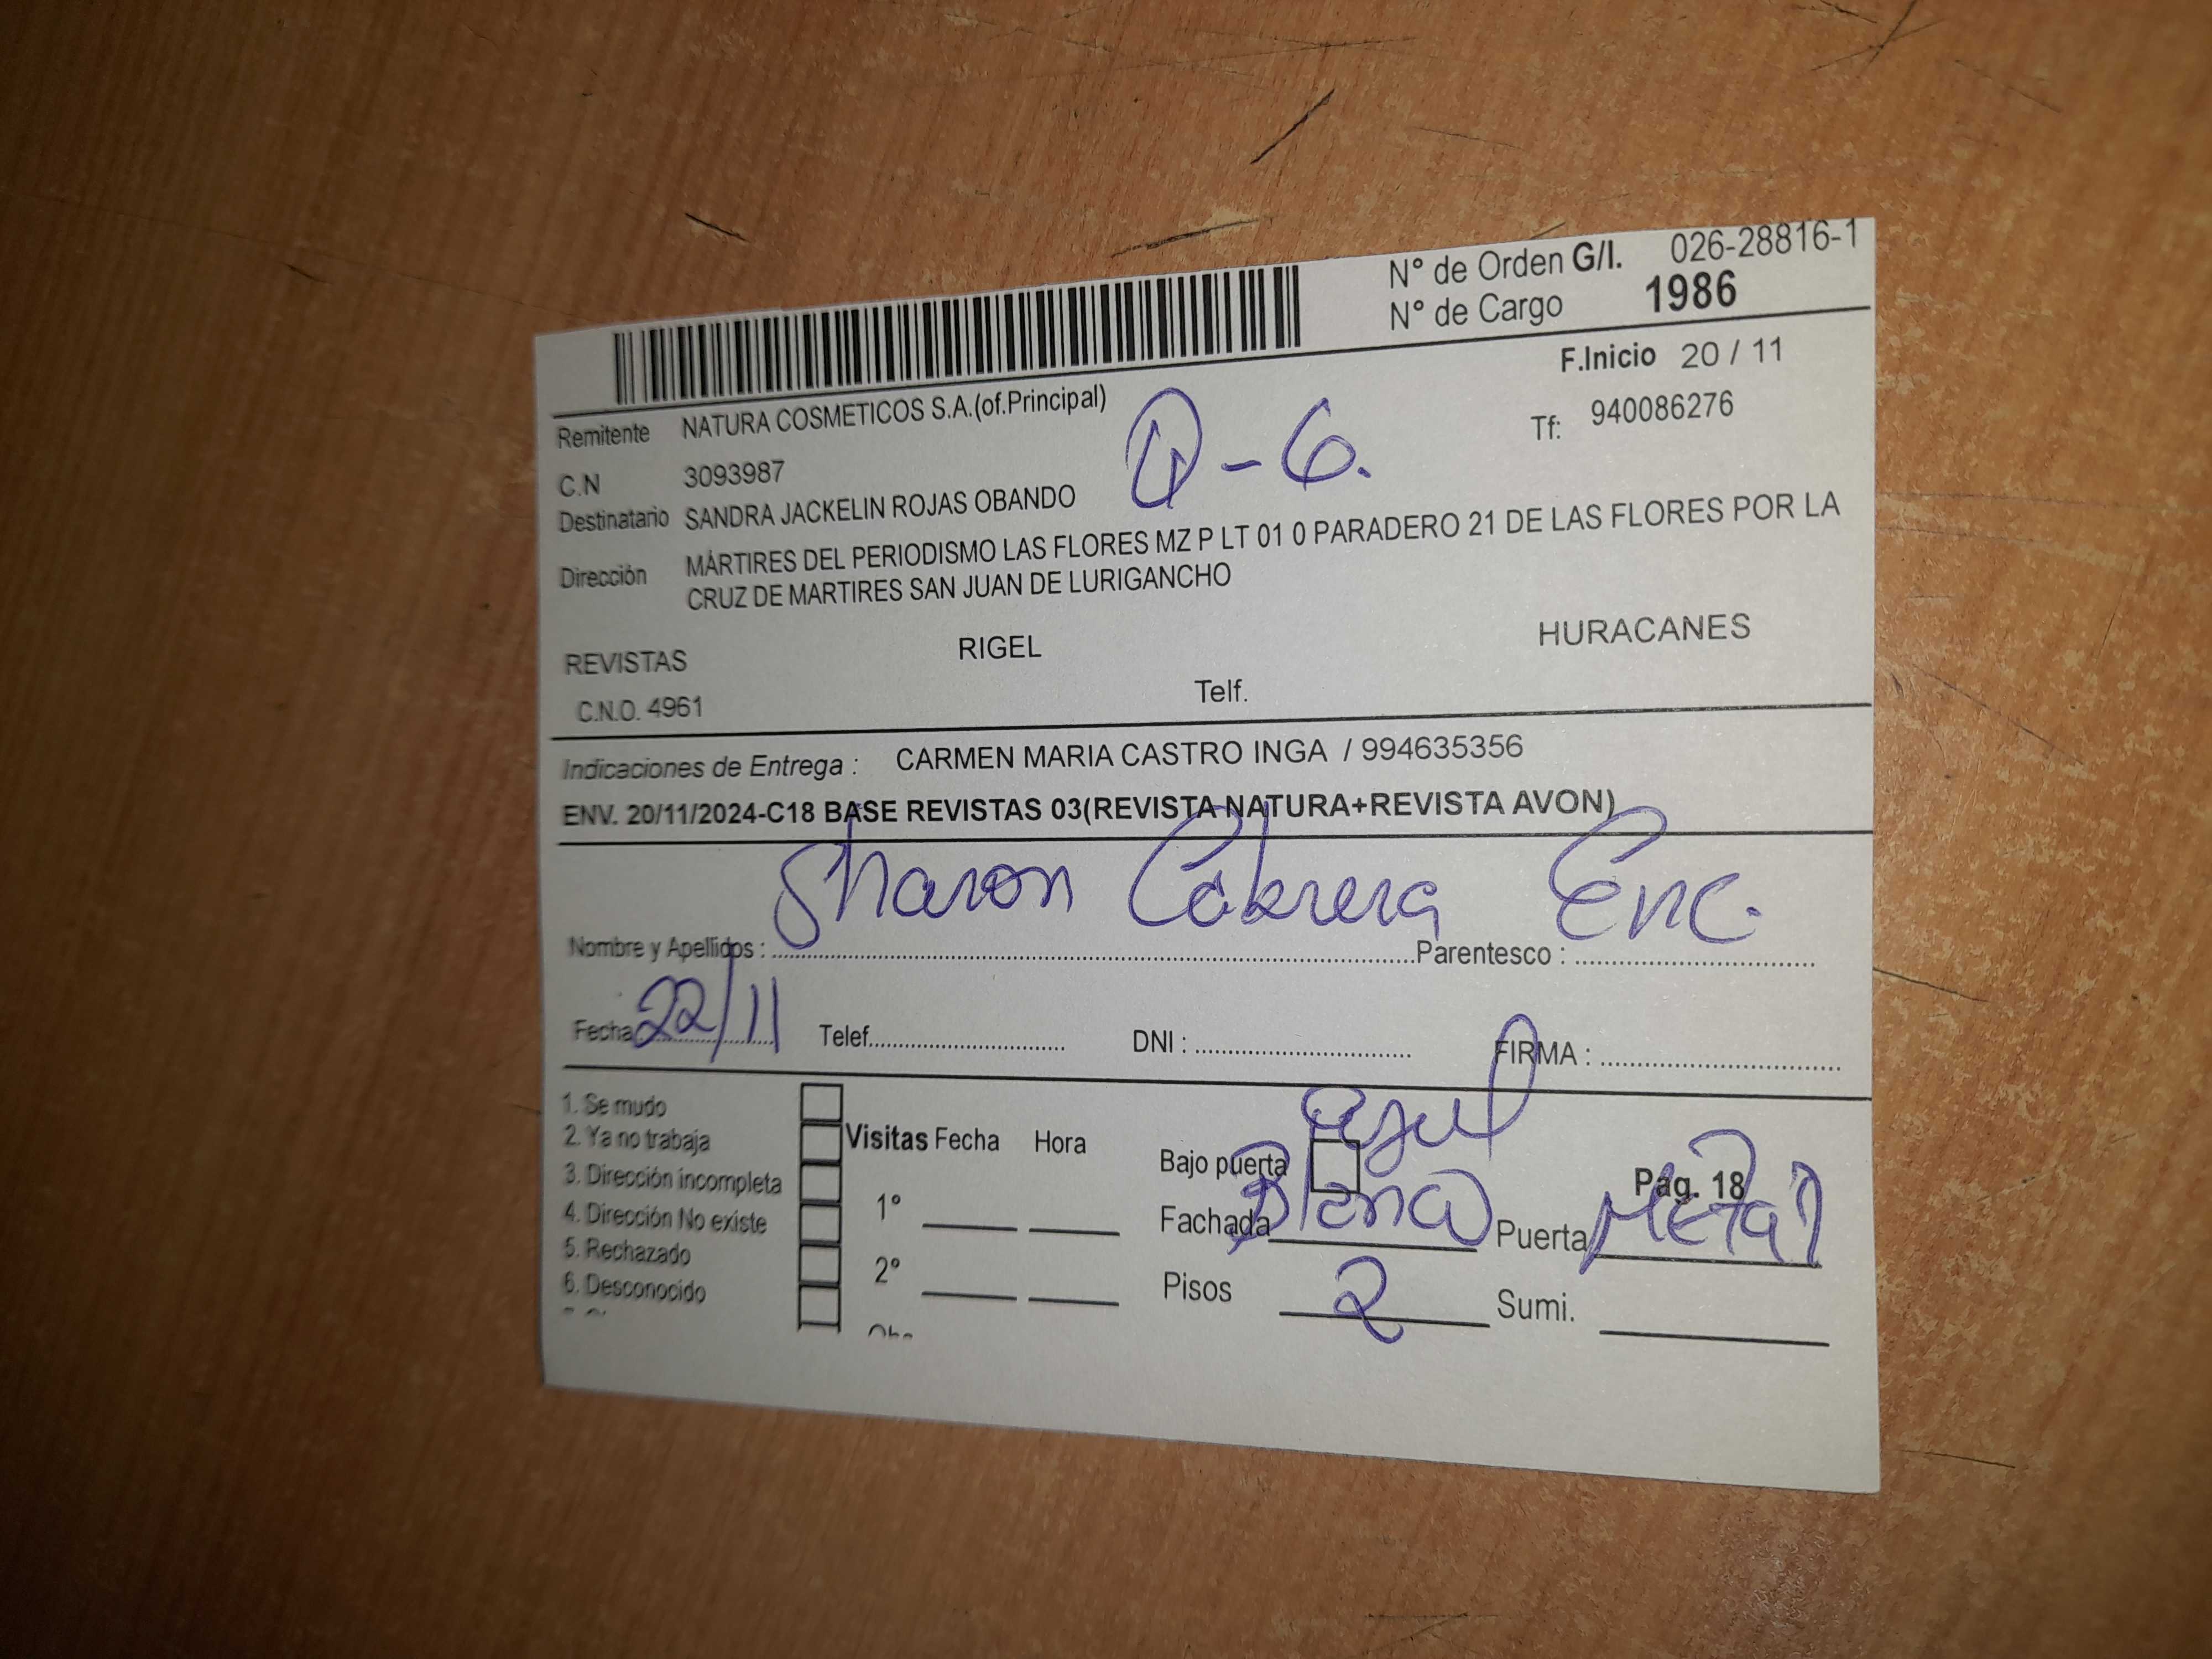 N° de Orden G/I. 026-28816-1
N° de Cargo 1986
F.Inicio 20 / 11
Remitente NATURA COSMETICOS S.A.(of.Principal)
Tf: 940086276
C.N 3093987
Q-6.
Destinatario SANDRA JACKELIN ROJAS OBANDO
Dirección MÁRTIRES DEL PERIODISMO LAS FLORES MZ P LT 01 0 PARADERO 21 DE LAS FLORES POR LA
CRUZ DE MARTIRES SAN JUAN DE LURIGANCHO
REVISTAS RIGEL HURACANES
C.N.O. 4961 Telf.
Indicaciones de Entrega : CARMEN MARIA CASTRO INGA / 994635356
ENV. 20/11/2024-C18 BASE REVISTAS 03(REVISTA NATURA+REVISTA AVON)
Nombre y Apellidos : Sharon Cabrera Parentesco : Enc.
Fecha 22/11 Telef. DNI : FIRMA :
1. Se mudo
2. Ya no trabaja
3. Dirección incompleta
4. Dirección No existe
5. Rechazado
6. Desconocido
Visitas Fecha Hora
1°
2°
azul
Bajo puerta Pag. 18
Fachada Blanca Puerta Metal
Pisos 2 Sumi.